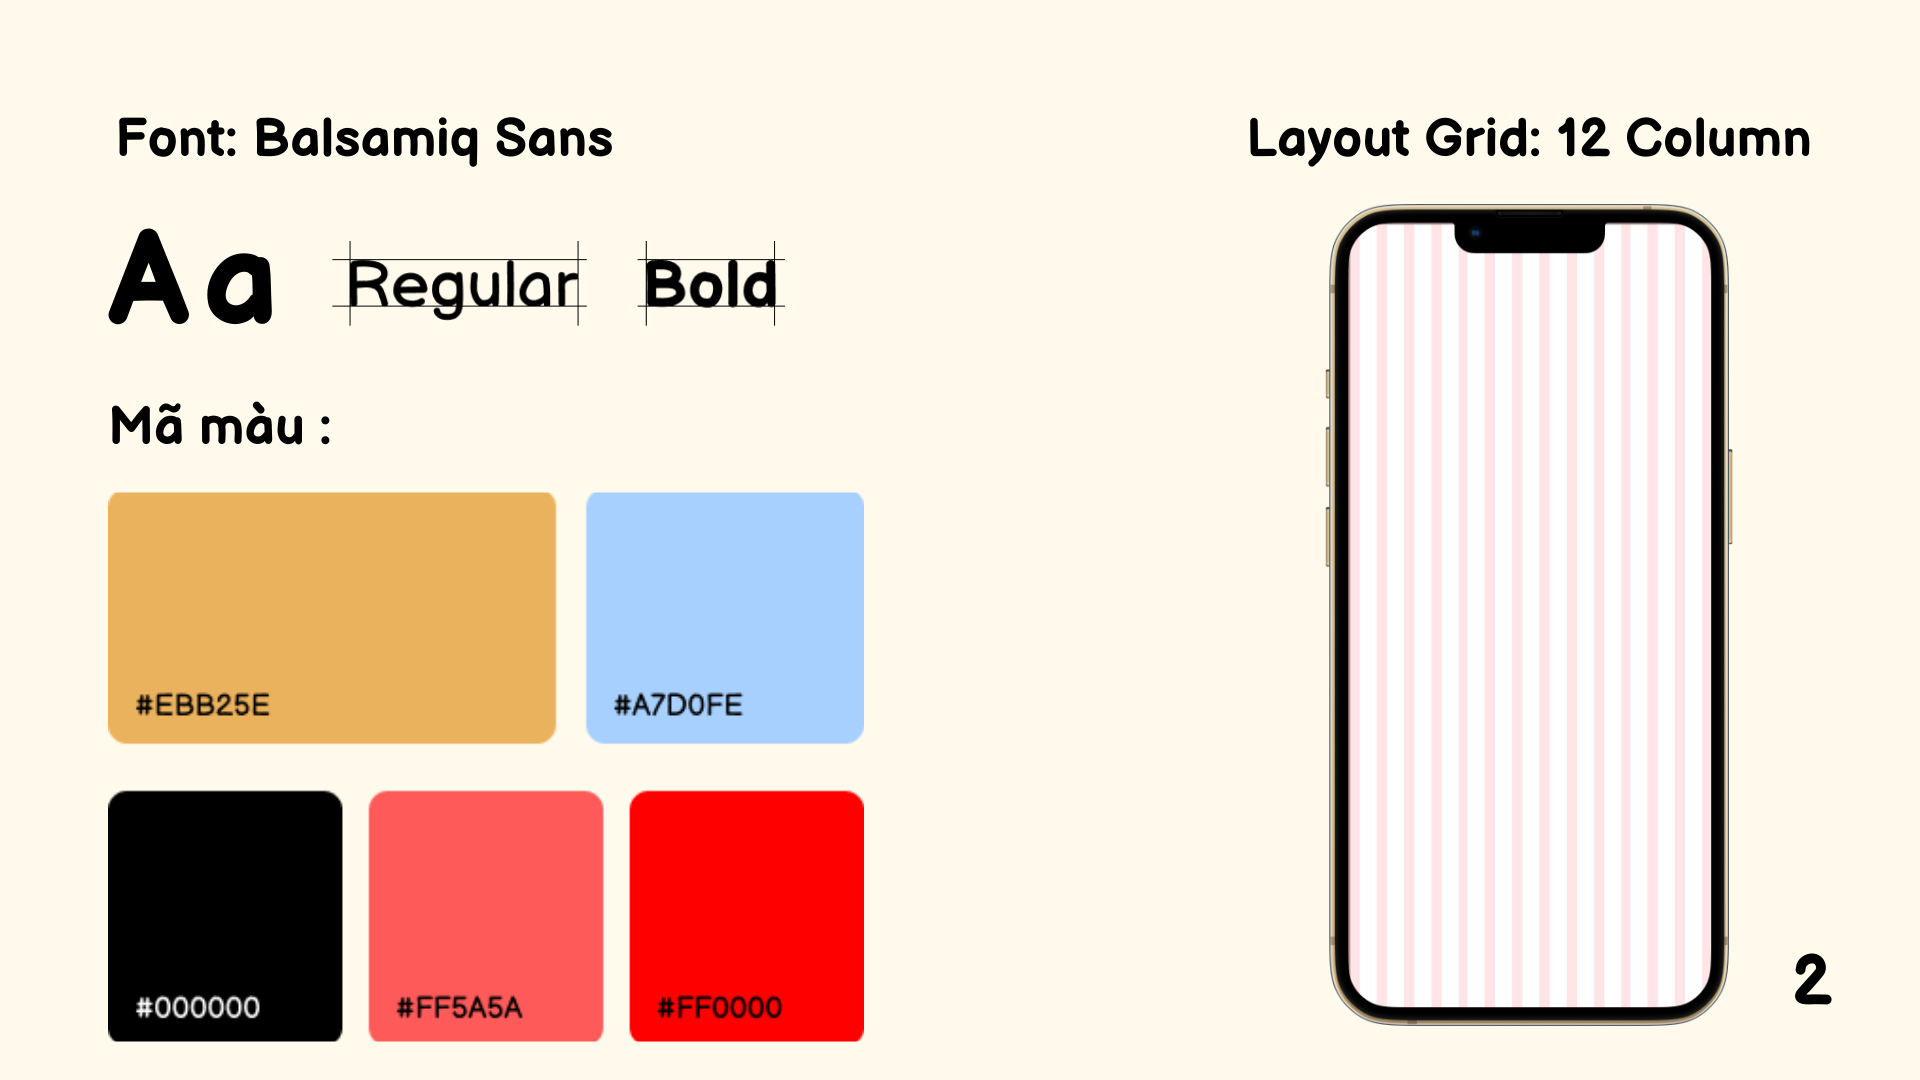 Font: Balsamiq Sans
Aa Regular Bold
Mã màu :
#EBB25E
#A7D0FE
#000000
#FF5A5A
#FF0000
Layout Grid: 12 Column
2